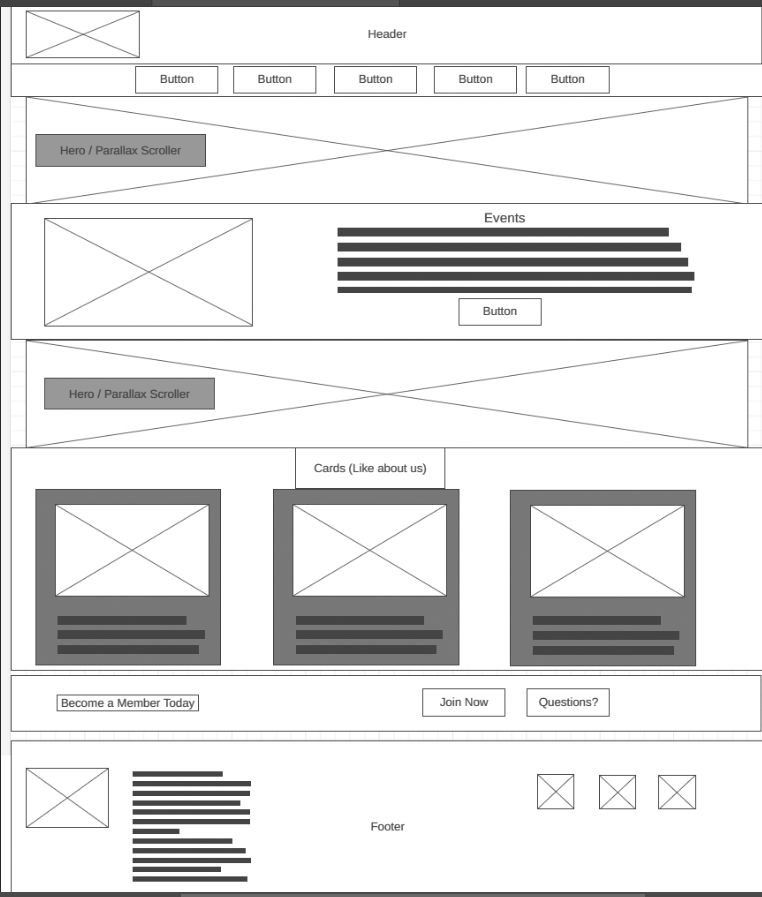 Header
Button
Button
Button
Button
Button
Hero / Parallax Scroller
Events
Button
Hero / Parallax Scroller
Cards (Like about us)
Become a Member Today
Join Now
Questions?
Footer